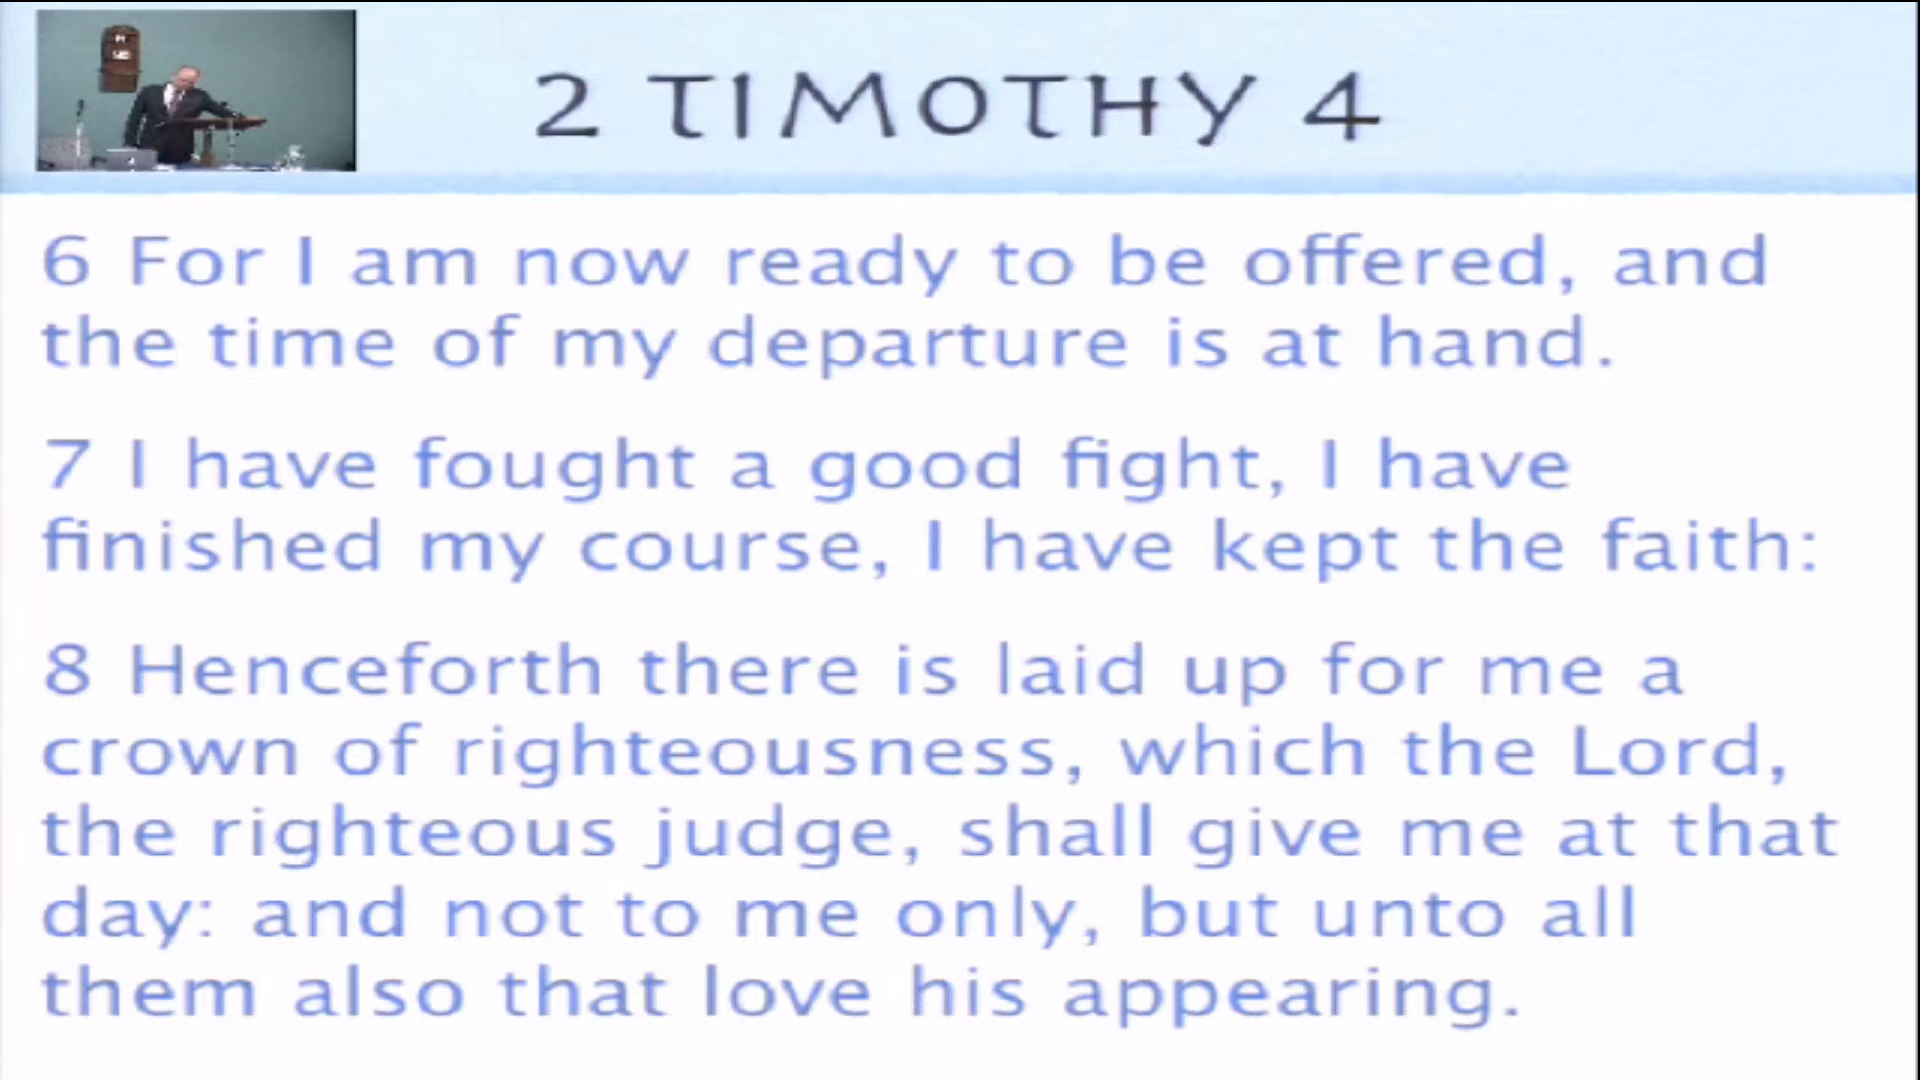 2 TIMOTHY 4
6 For I am now ready to be offered, and
the time of my departure is at hand.
7 I have fought a good fight, I have
finished my course, I have kept the faith:
8 Henceforth there is laid up for me a
crown of righteousness, which the Lord,
the righteous judge, shall give me at that
day: and not to me only, but unto all
them also that love his appearing.